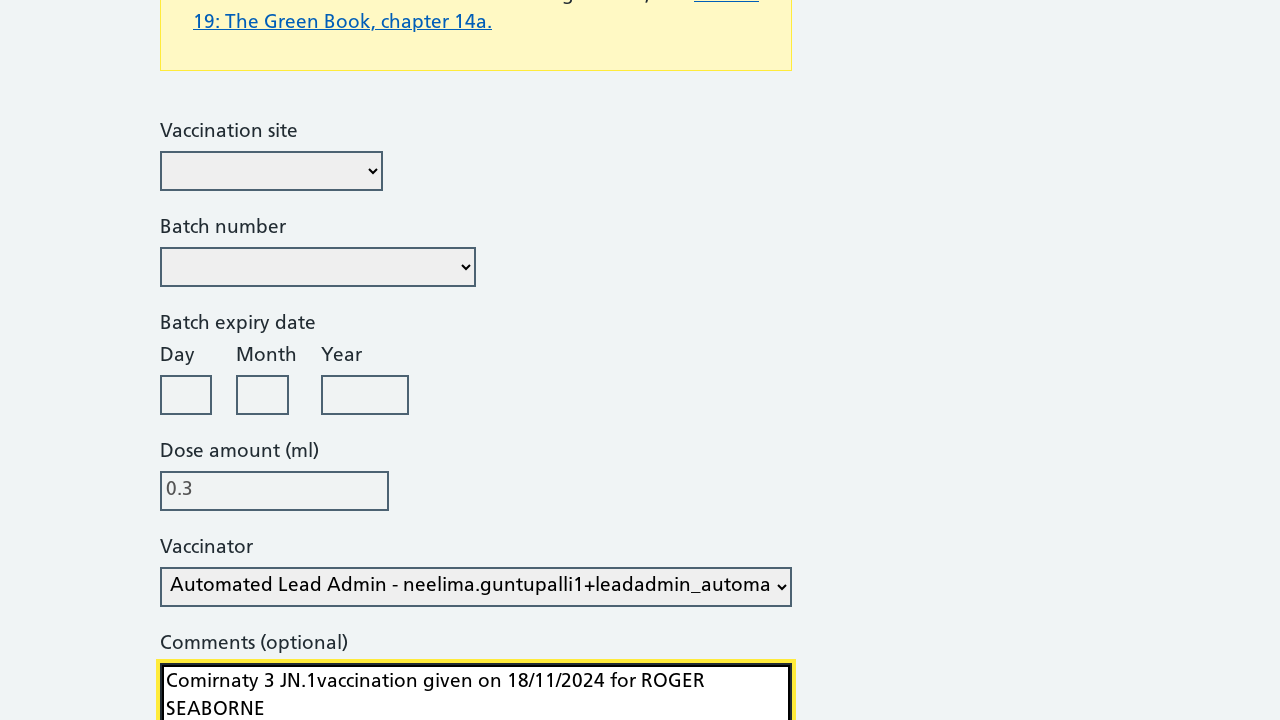 19: The Green Book, chapter 14a.
Vaccination site
Batch number
Batch expiry date
Day Month Year
Dose amount (ml)
0.3
Vaccinator
Automated Lead Admin - neelima.guntupalli1+leadadmin_automa
Comments (optional)
Comirnaty 3 JN.1vaccination given on 18/11/2024 for ROGER
SEABORNE